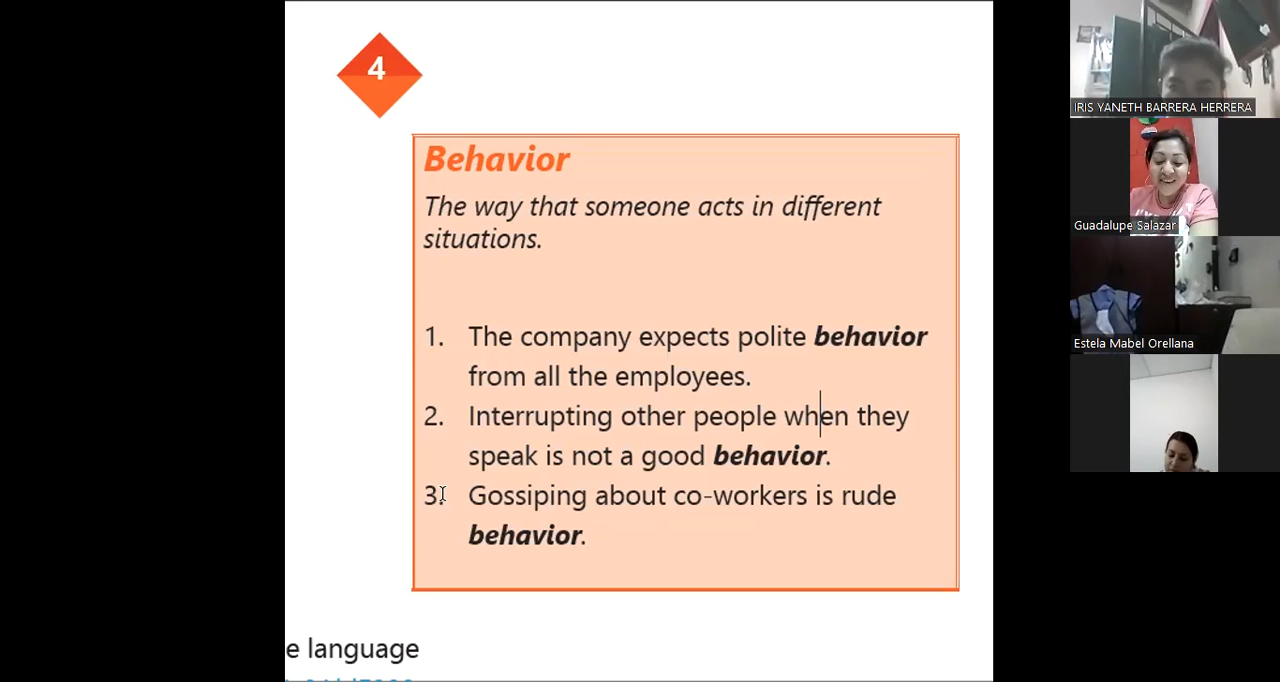 4
Behavior
The way that someone acts in different
situations.
1. The company expects polite behavior
from all the employees.
2. Interrupting other people when they
speak is not a good behavior.
3. Gossiping about co-workers is rude
behavior.
e language
IRIS YANETH BARRERA HERRERA
Guadalupe Salazar
Estela Mabel Orellana